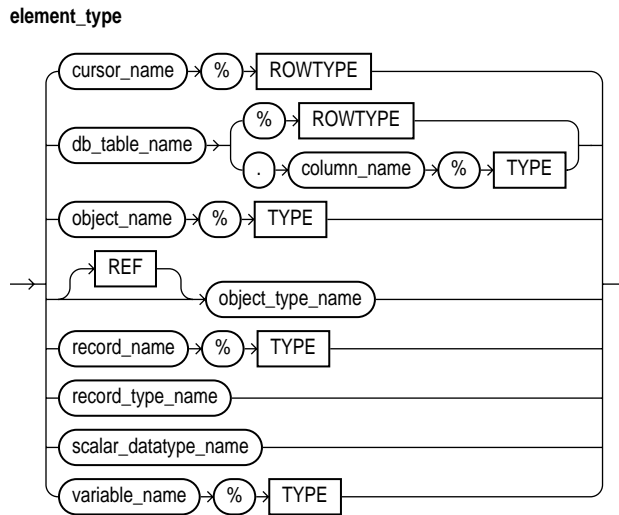 element_type
cursor_name % ROWTYPE
% ROWTYPE
db_table_name
. column_name % TYPE
object_name % TYPE
REF
object_type_name
record_name % TYPE
record_type_name
scalar_datatype_name
variable_name % TYPE